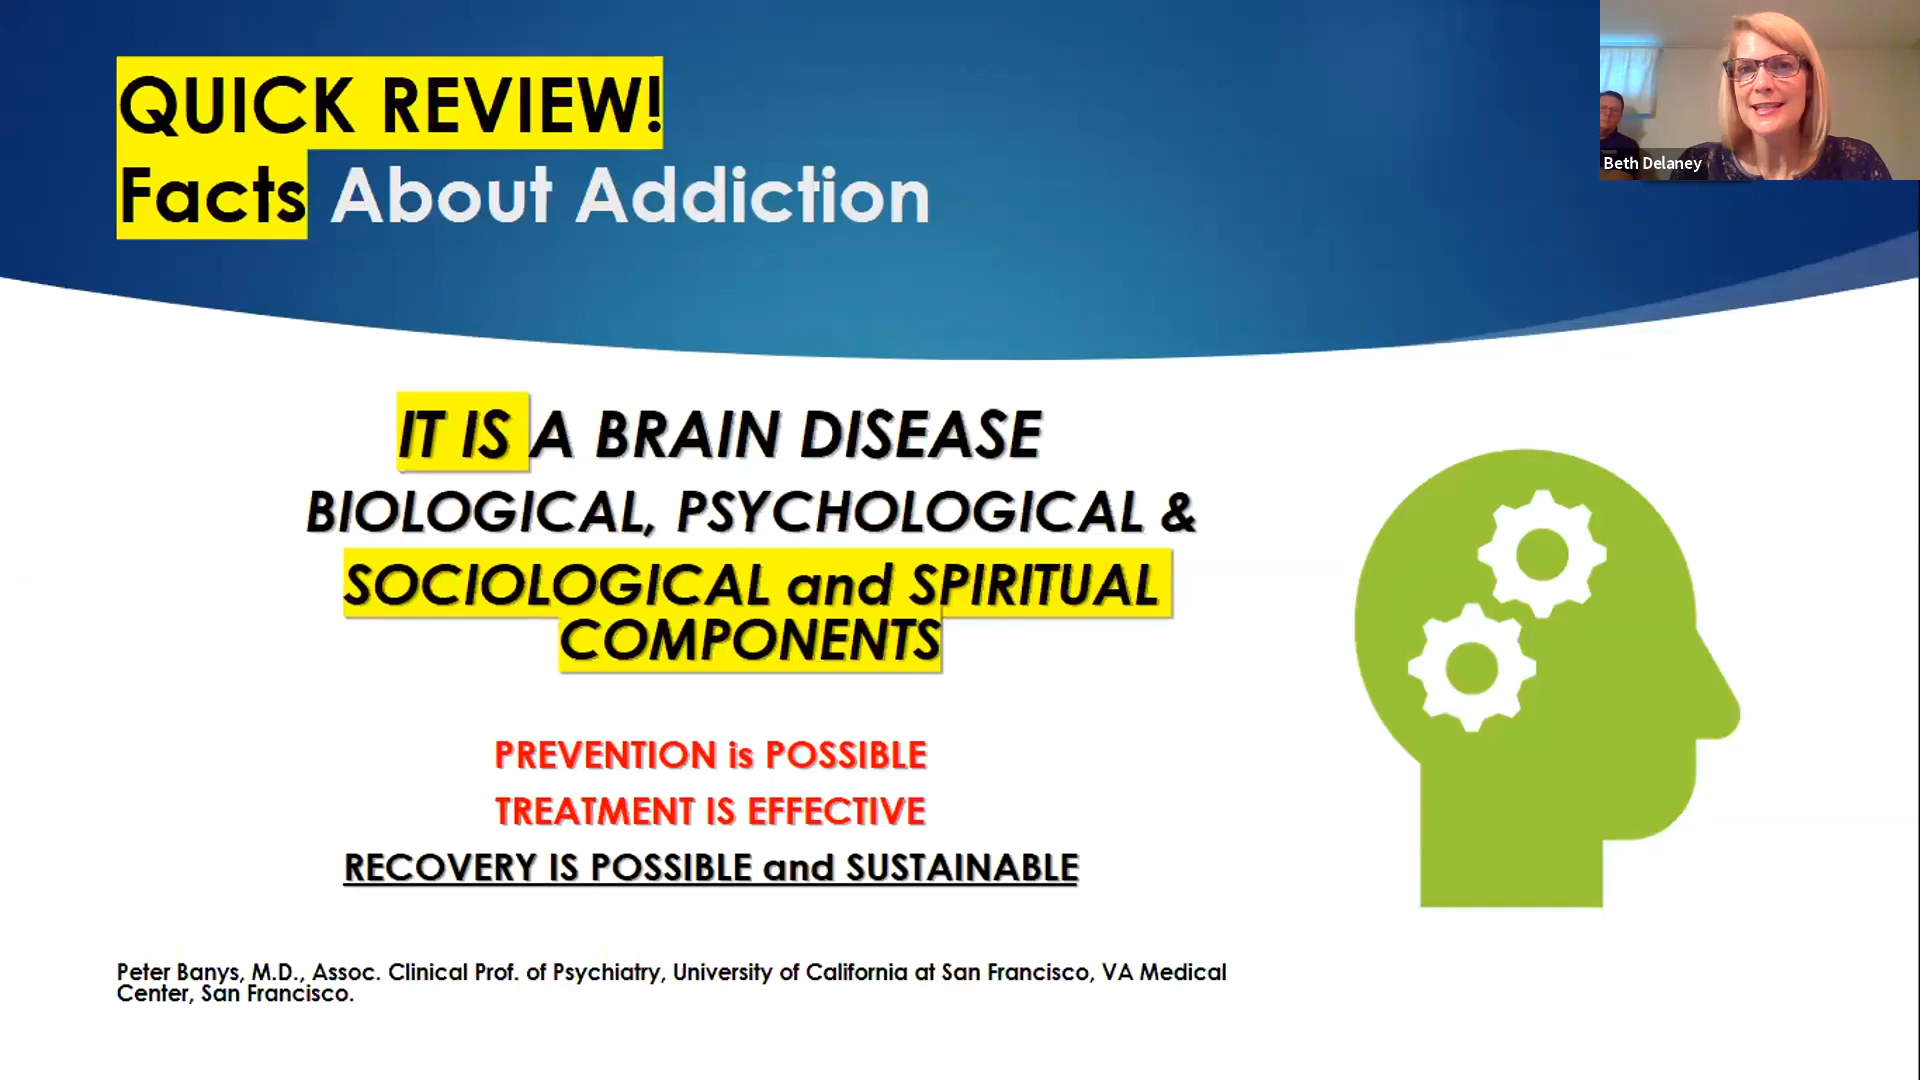 QUICK REVIEW!
Facts About Addiction
Beth Delaney
IT IS A BRAIN DISEASE
BIOLOGICAL, PSYCHOLOGICAL &
SOCIOLOGICAL and SPIRITUAL
COMPONENTS
PREVENTION is POSSIBLE
TREATMENT IS EFFECTIVE
RECOVERY IS POSSIBLE and SUSTAINABLE
Peter Banys, M.D., Assoc. Clinical Prof. of Psychiatry, University of California at San Francisco, VA Medical
Center, San Francisco.